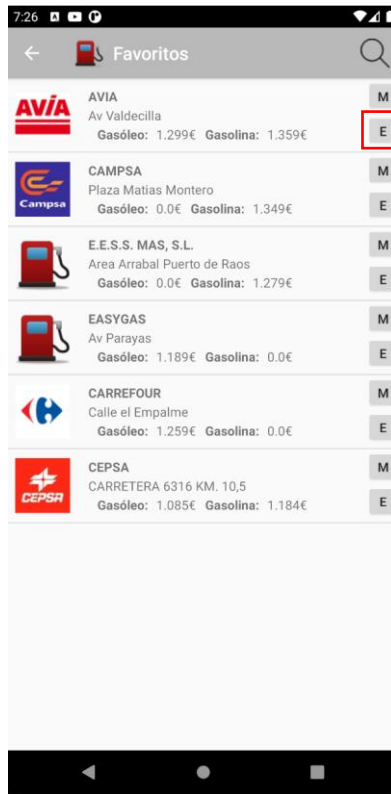 7:26
Favoritos
AVIA
AVIA
Av Valdecilla
Gasóleo: 1.299€ Gasolina: 1.359€
M
E
Campsa
CAMPSA
Plaza Matias Montero
Gasóleo: 0.0€ Gasolina: 1.349€
M
E
E.E.S.S. MAS, S.L.
Area Arrabal Puerto de Raos
Gasóleo: 0.0€ Gasolina: 1.279€
M
E
EASYGAS
Av Parayas
Gasóleo: 1.189€ Gasolina: 0.0€
M
E
CARREFOUR
Calle el Empalme
Gasóleo: 1.259€ Gasolina: 0.0€
M
E
CEPSA
CEPSA
CARRETERA 6316 KM. 10,5
Gasóleo: 1.085€ Gasolina: 1.184€
M
E